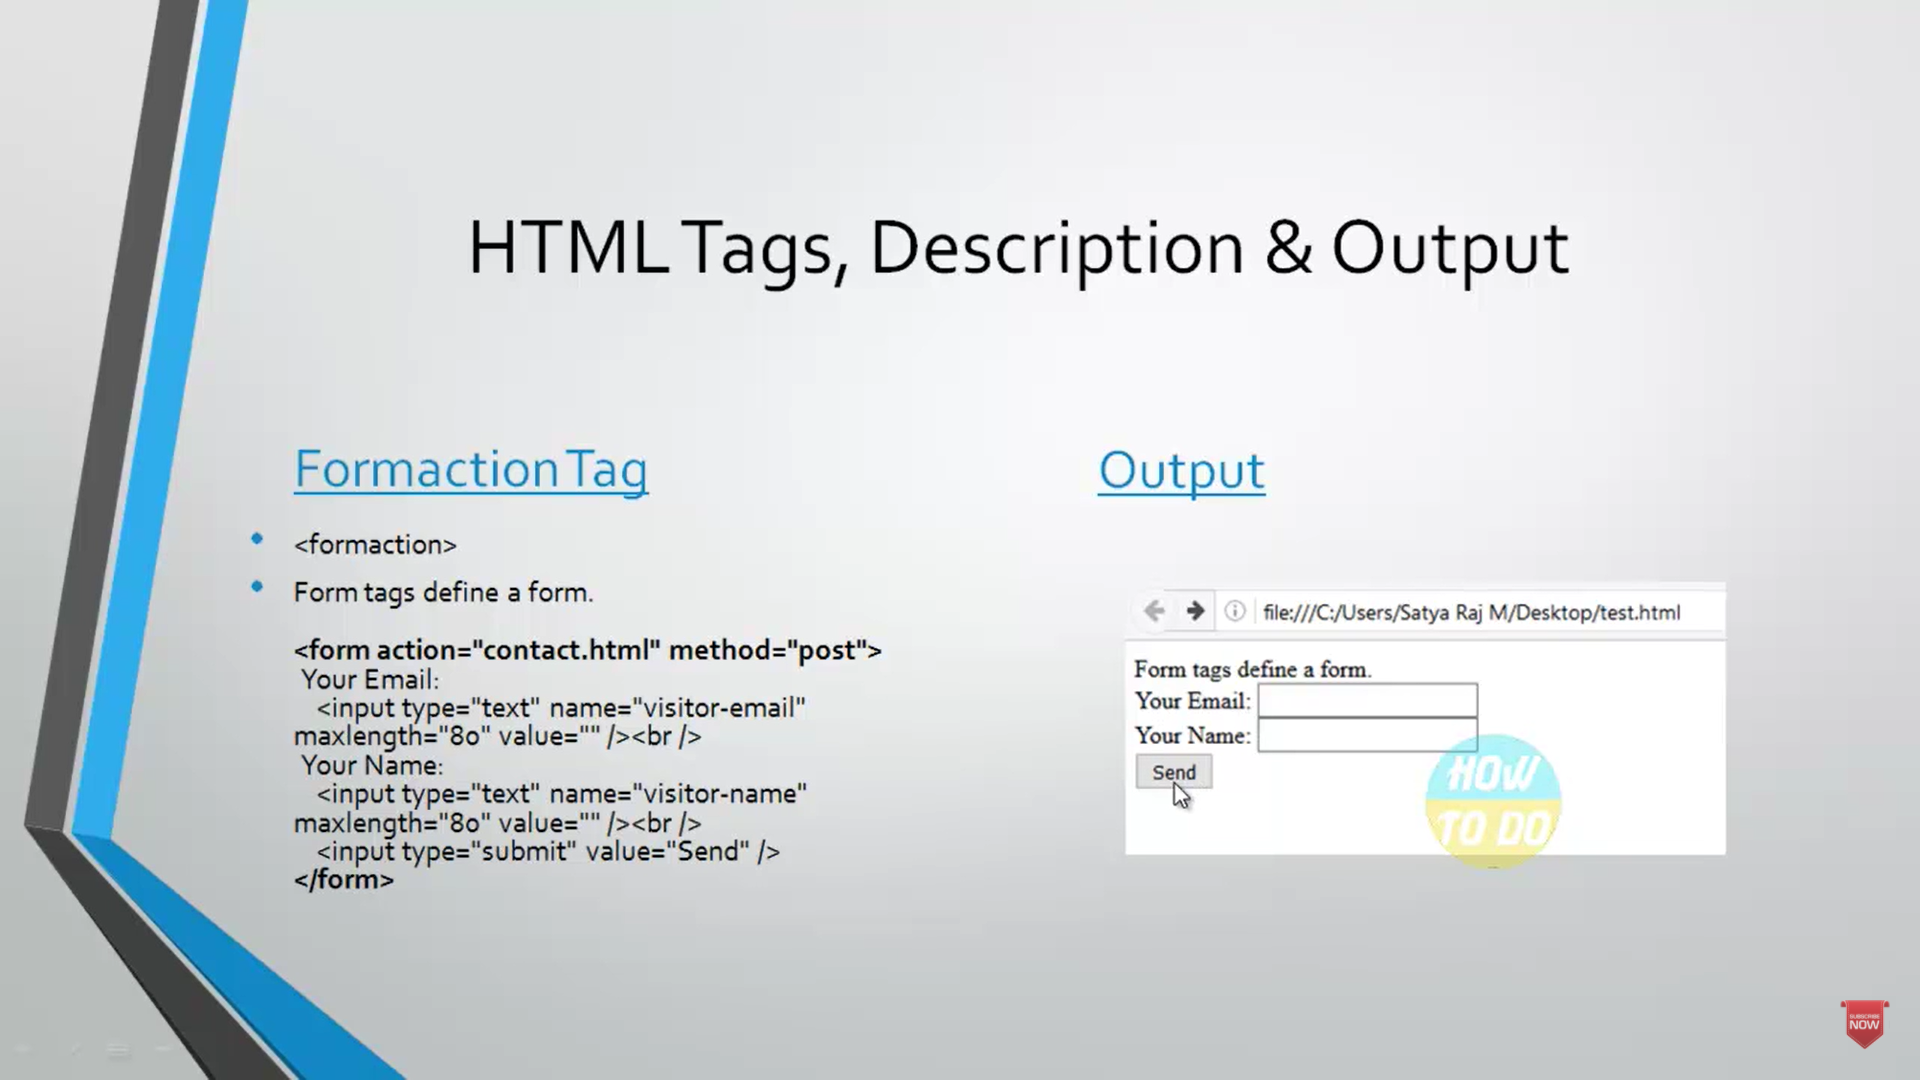 HTML Tags, Description & Output
Formaction Tag
<formaction>
Form tags define a form.
<form action="contact.html" method="post">
Your Email:
<input type="text" name="visitor-email"
maxlength="80" value="" /><br />
Your Name:
<input type="text" name="visitor-name"
maxlength="80" value="" /><br />
<input type="submit" value="Send" />
</form>
Output
file:///C:/Users/Satya Raj M/Desktop/test.html
Form tags define a form.
Your Email:
Your Name:
Send
HOW
TO DO
SUBSCRIBE
NOW